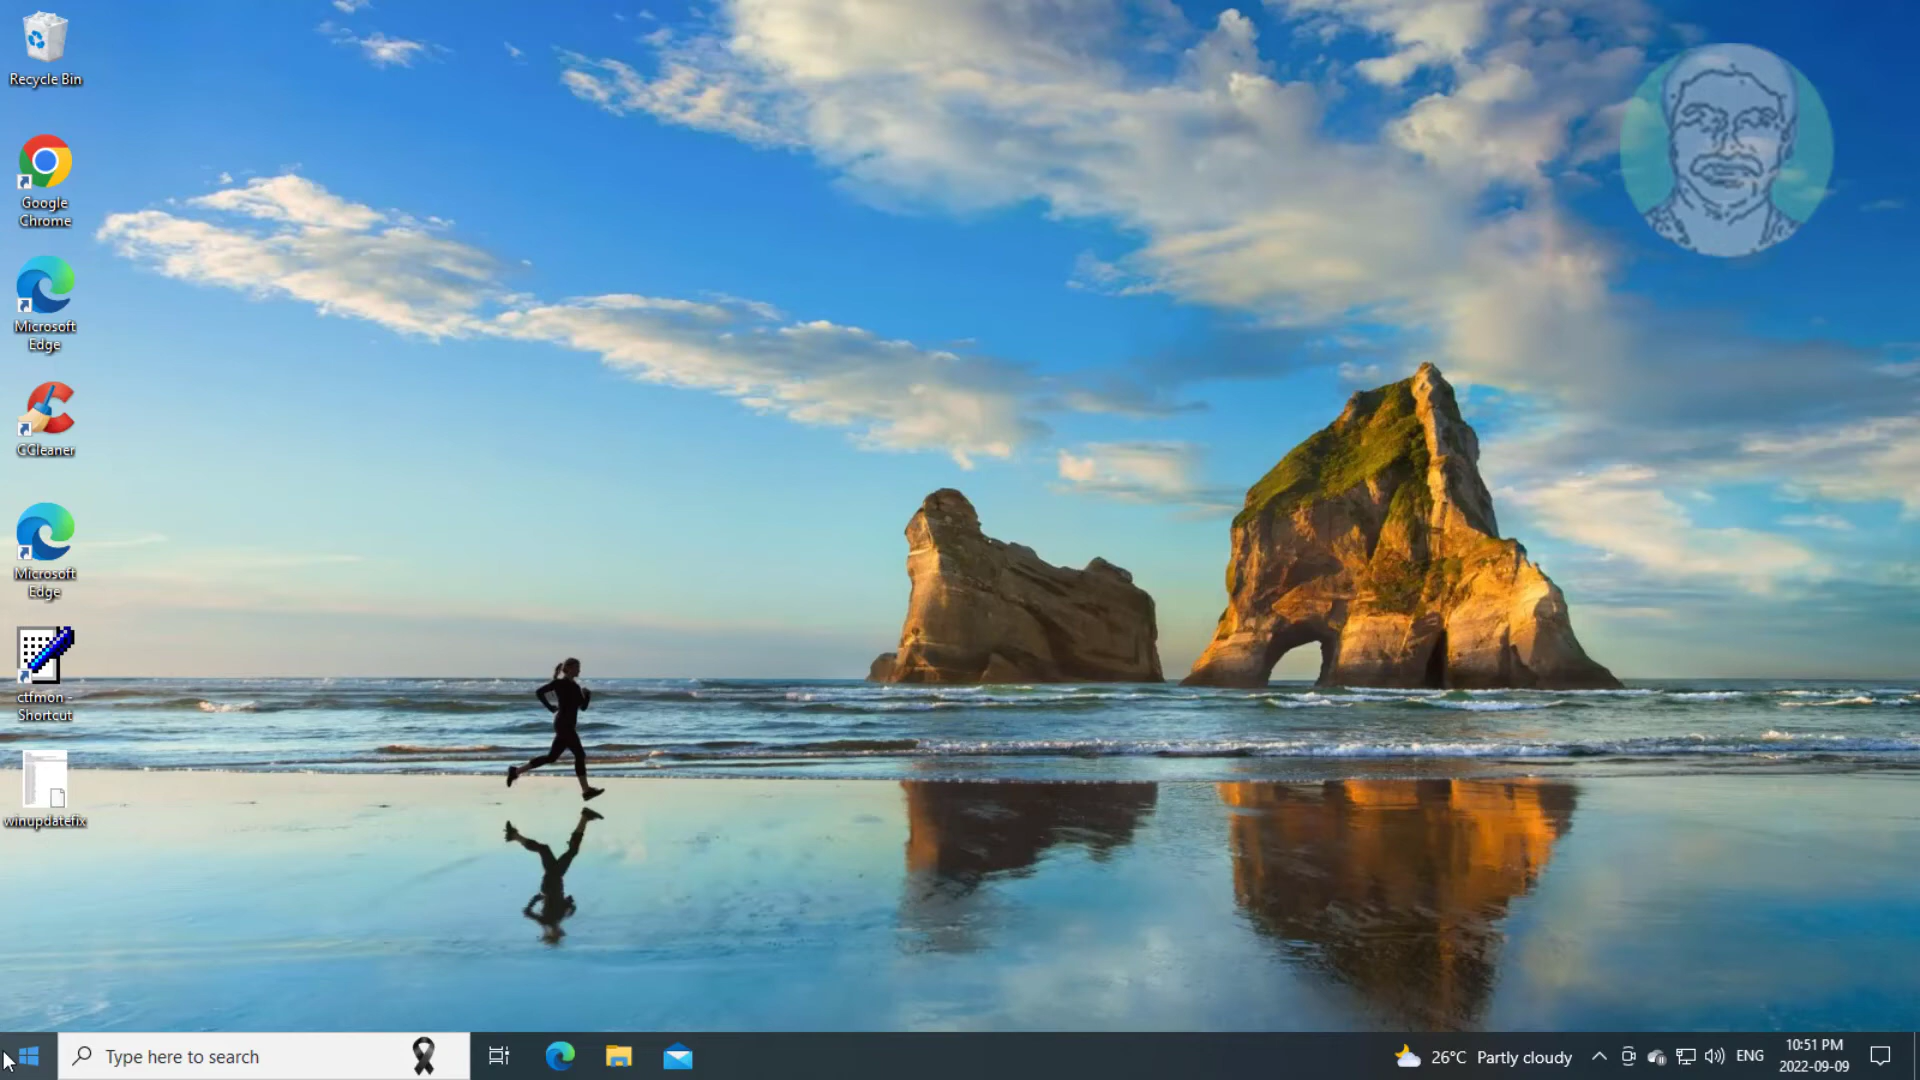 Recycle Bin
Google
Chrome
Microsoft
Edge
CCleaner
Microsoft
Edge
ctfmon -
Shortcut
winupdatefix
Type here to search
26°C Partly cloudy
ENG
10:51 PM
2022-09-09